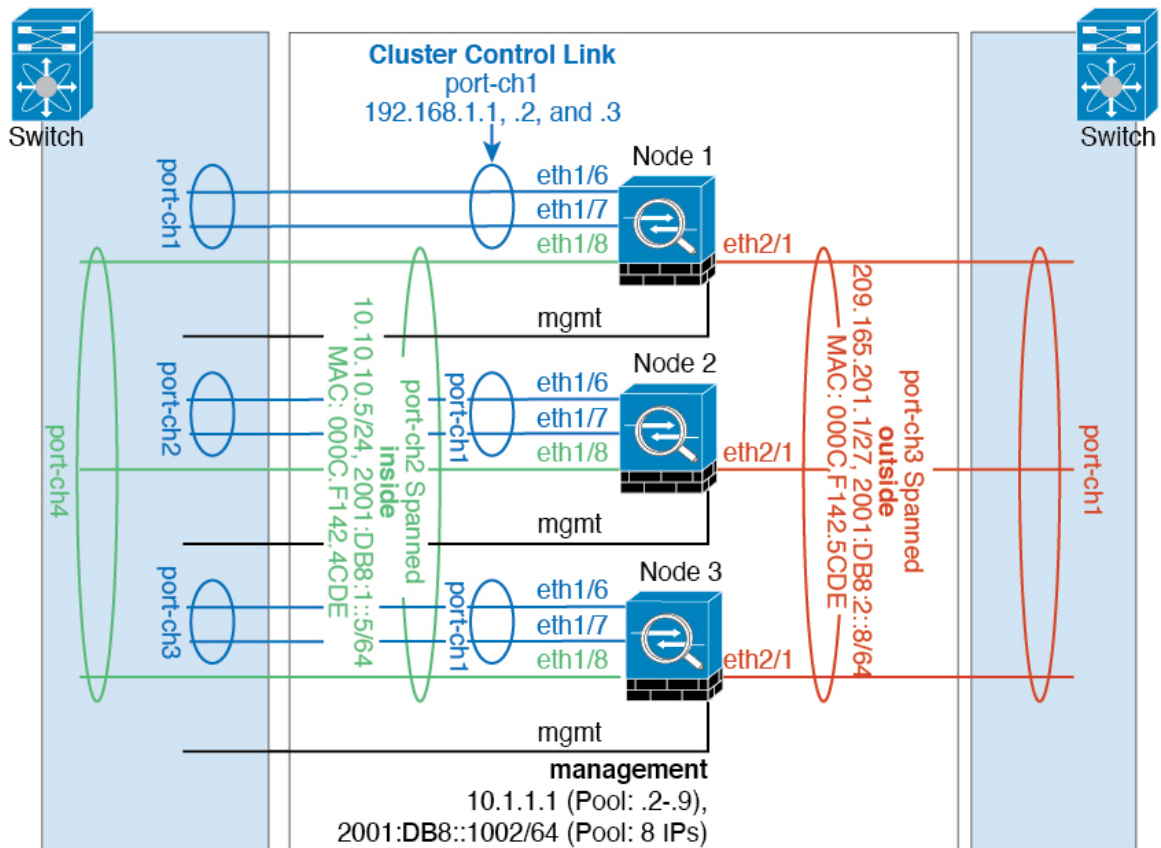 Switch
Switch
Cluster Control Link
port-ch1
192.168.1.1, .2, and .3
Node 1
port-ch1
eth1/6
eth1/7
eth1/8
eth2/1
mgmt
Node 2
port-ch2
port-ch1
eth1/6
eth1/7
eth1/8
eth2/1
mgmt
port-ch4
port-ch2 Spanned
inside
10.10.10.5/24, 2001:DB8:1::5/64
MAC: 000C.F142.4CDE
port-ch3 Spanned
outside
209.165.201.1/27, 2001:DB8:2::8/64
MAC: 000C.F142.5CDE
port-ch1
Node 3
port-ch3
port-ch1
eth1/6
eth1/7
eth1/8
eth2/1
mgmt
management
10.1.1.1 (Pool: .2-.9),
2001:DB8::1002/64 (Pool: 8 IPs)